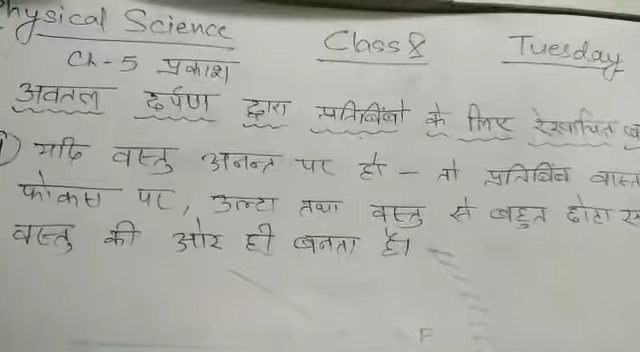 Physical Science Class 8 Tuesday
Ch-5 प्रकाश
अवतल दर्पण द्वारा प्रतिबिंबो के लिए रेखाचित्र
यदि वस्तु अनन्त पर हो - तो प्रतिबिंब
फोकस पर, उल्टा तथा वस्तु से बहुत छोटा
वस्तु की ओर ही बनता है।
F